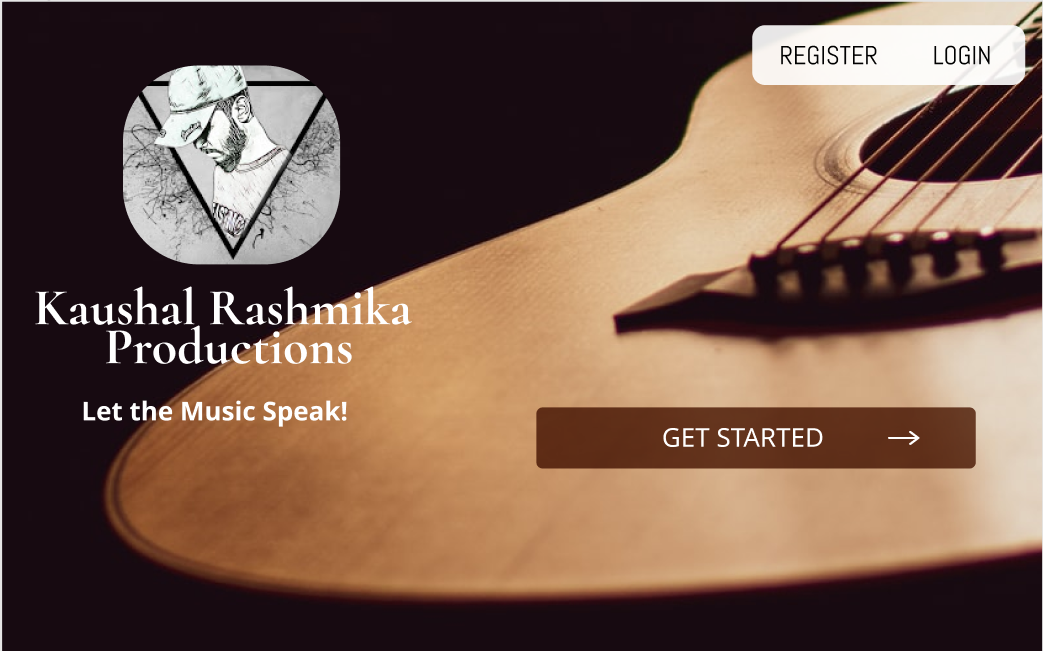 REGISTER LOGIN
Kaushal Rashmika
Productions
Let the Music Speak!
GET STARTED